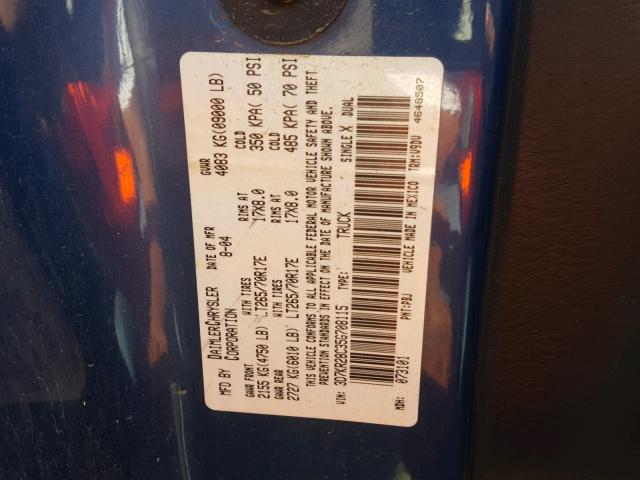 MFD BY DAIMLERCHRYSLER CORPORATION DATE OF MFR 8-04 GVWR 4083 KG(09000 LB)
GAWR FRONT WITH TIRES RIMS AT COLD
2155 KG(4750 LB) LT265/70R17E 17X8.0 350 KPA( 50 PSI
GAWR REAR WITH TIRES RIMS AT COLD
2727 KG(6010 LB) LT265/70R17E 17X8.0 485 KPA( 70 PSI
THIS VEHICLE CONFORMS TO ALL APPLICABLE FEDERAL MOTOR VEHICLE SAFETY AND THEFT
PREVENTION STANDARDS IN EFFECT ON THE DATE OF MANUFACTURE SHOWN ABOVE.
VIN: 3D7KR28C35G708115 TYPE: TRUCK SINGLE X DUAL
MDH: 073101 PNT: PBJ VEHICLE MADE IN MEXICO TRM: V9DV 4648507